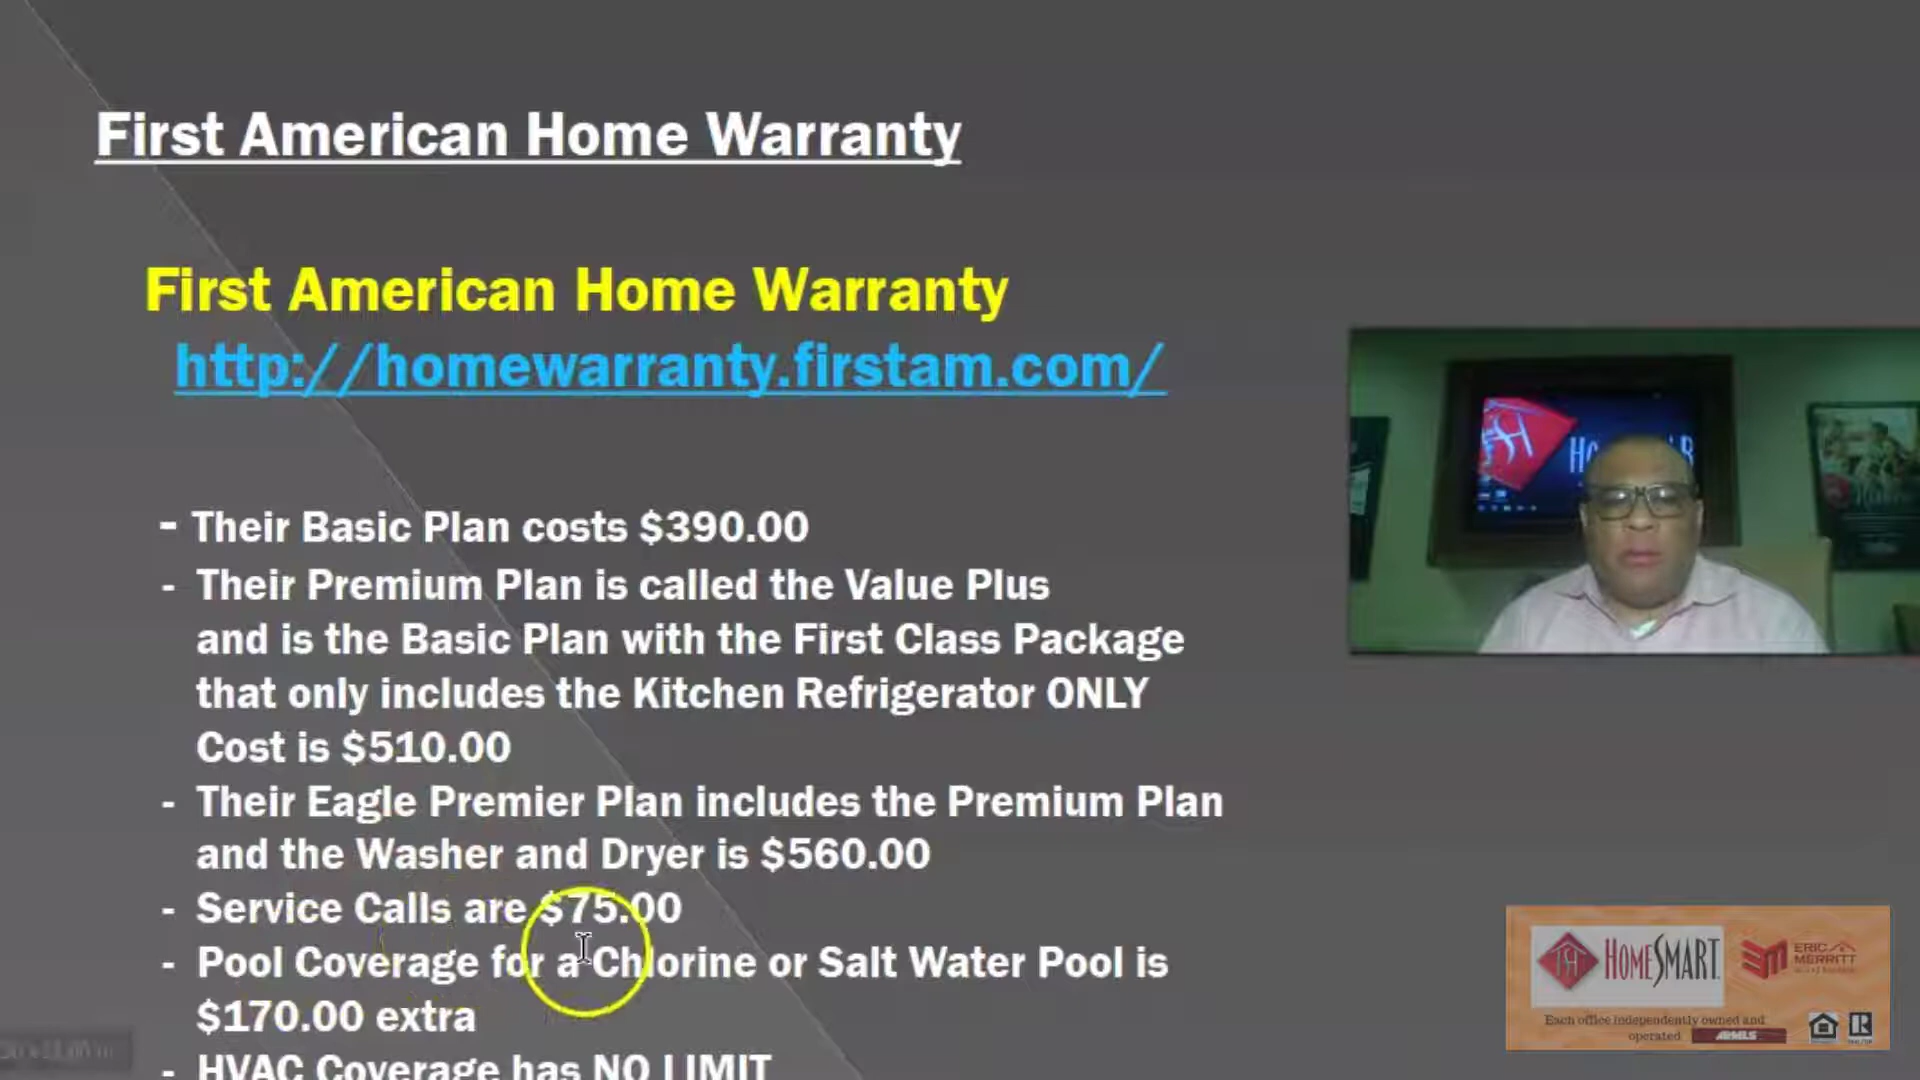 First American Home Warranty
First American Home Warranty
http://homewarranty.firstam.com/
- Their Basic Plan costs $390.00
- Their Premium Plan is called the Value Plus
and is the Basic Plan with the First Class Package
that only includes the Kitchen Refrigerator ONLY
Cost is $510.00
- Their Eagle Premier Plan includes the Premium Plan
and the Washer and Dryer is $560.00
- Service Calls are $75.00
- Pool Coverage for a Chlorine or Salt Water Pool is
$170.00 extra
- HVAC Coverage has NO LIMIT
HOMESMART
ERIC
MERRITT
Each office independently owned and
operated
ARMLS